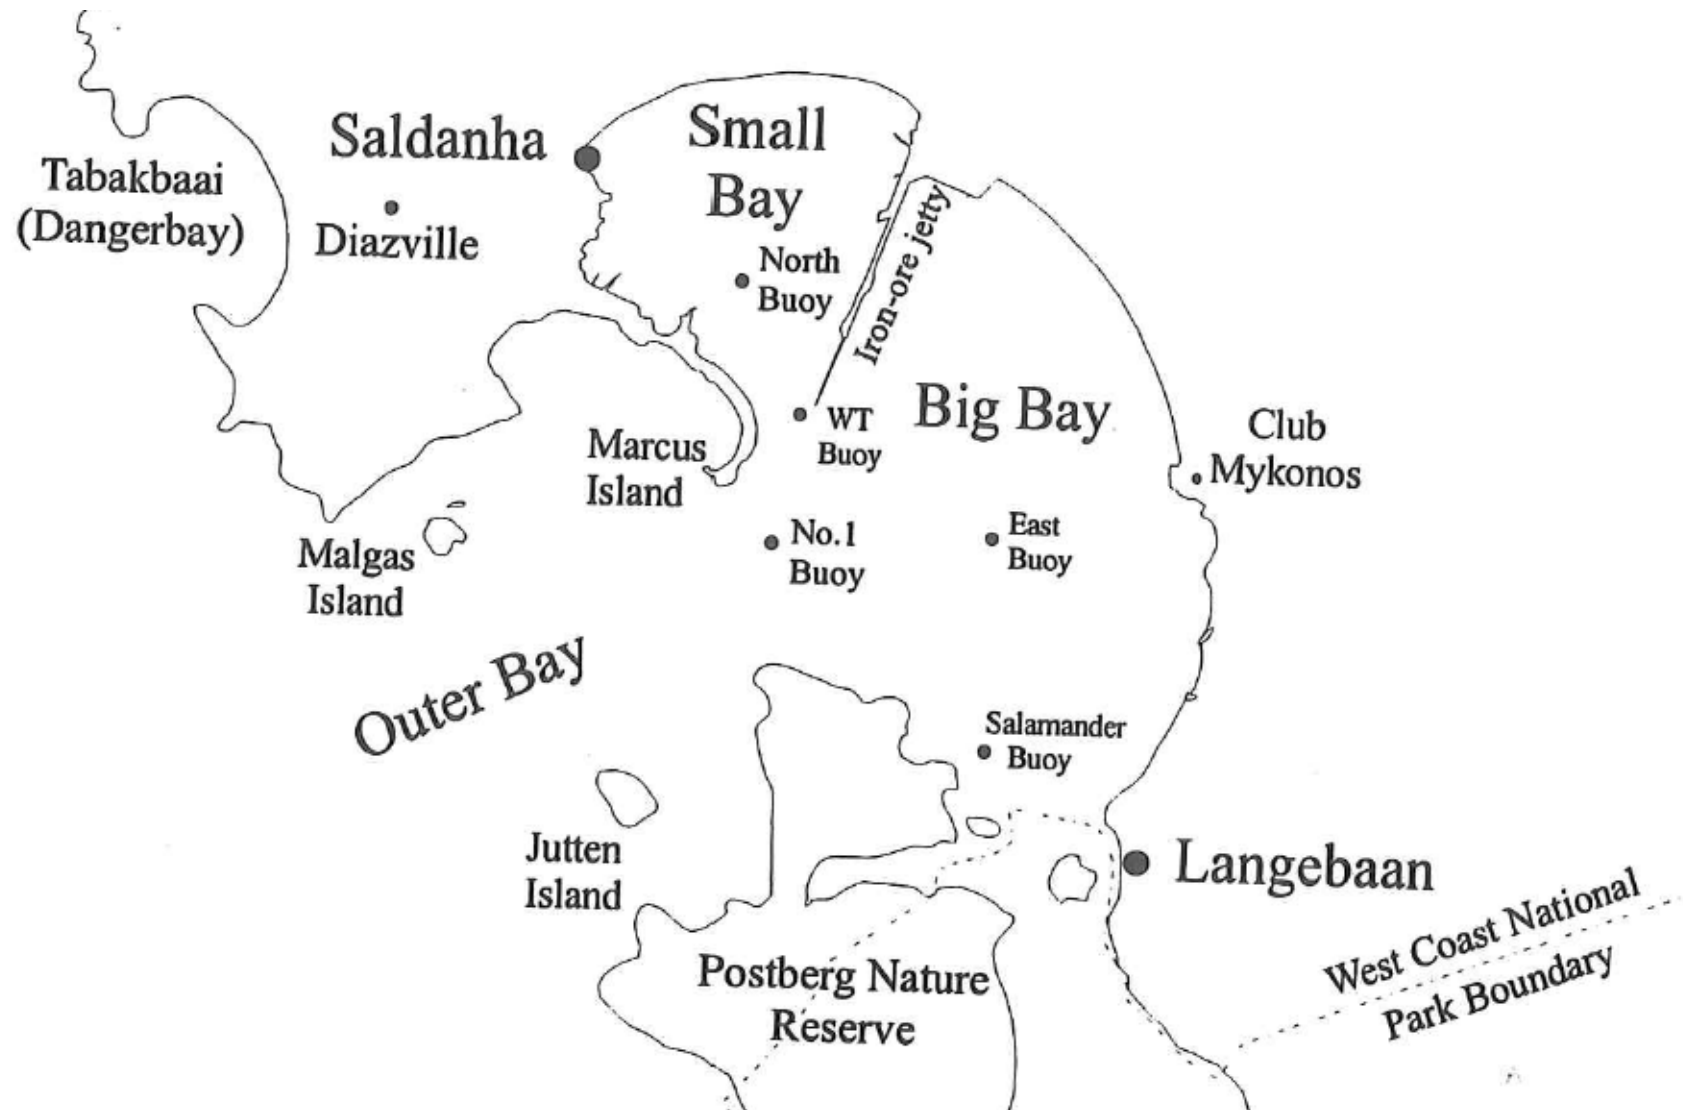 Saldanha
Small
Bay
Tabakbaai
(Dangerbay)
Diazville
North
Buoy
Iron-ore jetty
WT
Buoy
Big Bay
Club
Mykonos
Marcus
Island
No.1
Buoy
East
Buoy
Malgas
Island
Outer Bay
Salamander
Buoy
Jutten
Island
Langebaan
West Coast National
Park Boundary
Postberg Nature
Reserve